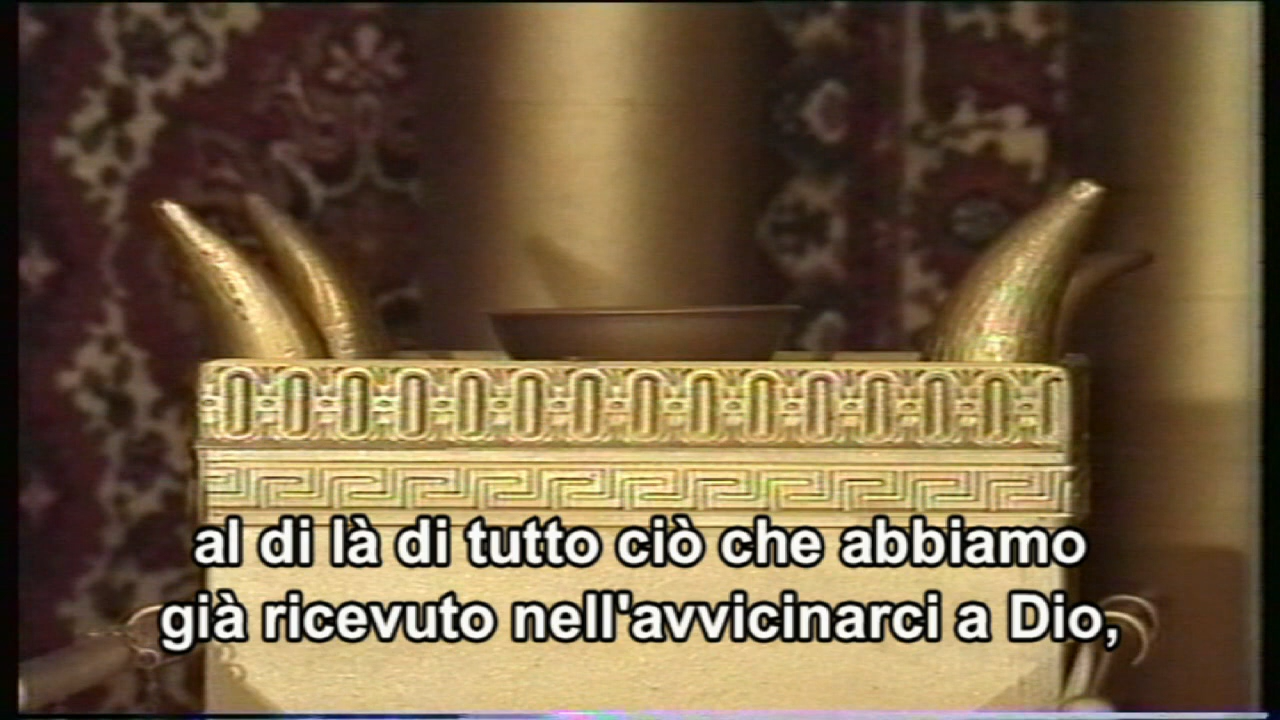 al di là di tutto ciò che abbiamo
già ricevuto nell'avvicinarci a Dio,